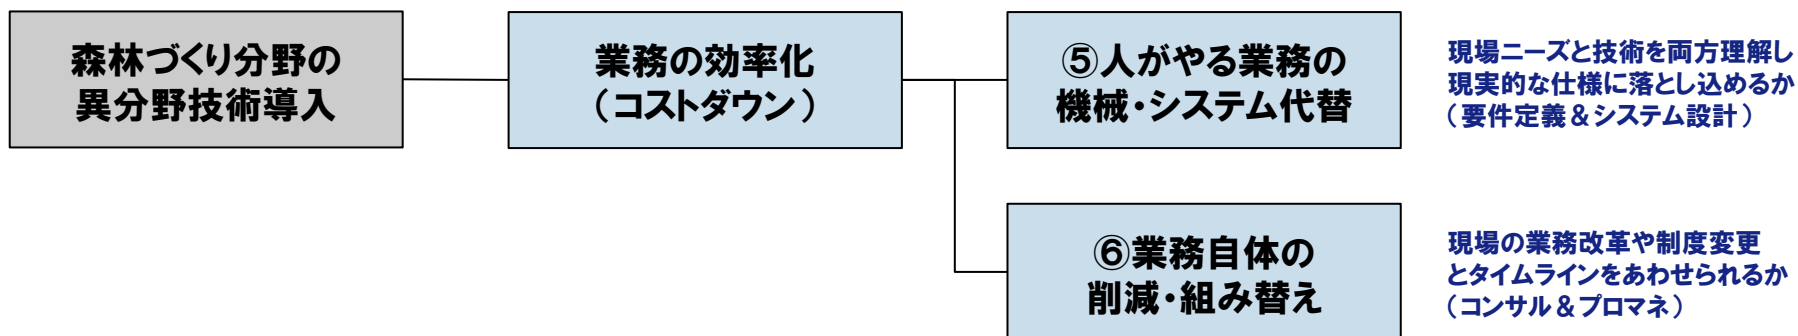 森林づくり分野の
異分野技術導入
業務の効率化
（コストダウン）
⑤人がやる業務の
機械・システム代替
現場ニーズと技術を両方理解し
現実的な仕様に落とし込めるか
（要件定義＆システム設計）
⑥業務自体の
削減・組み替え
現場の業務改革や制度変更
とタイムラインをあわせられるか
（コンサル＆プロマネ）